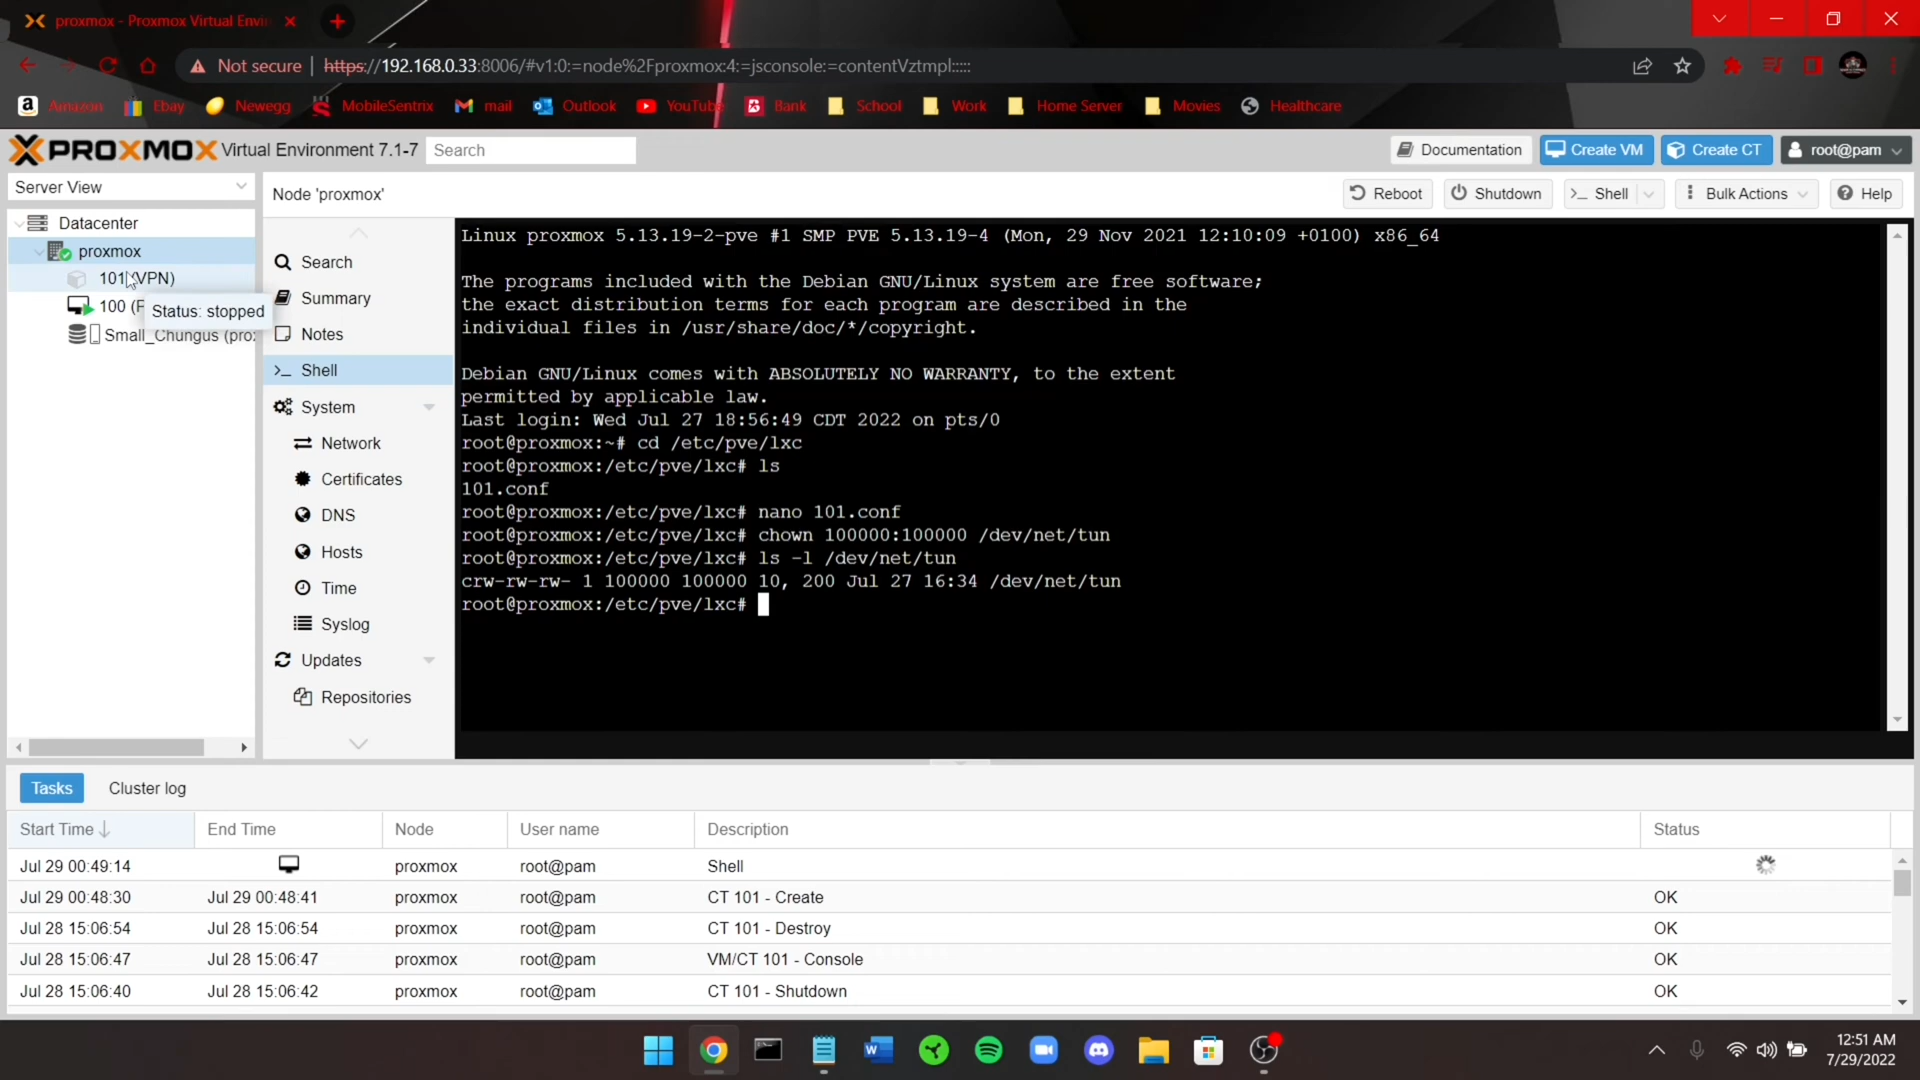 proxmox - Proxmox Virtual Envi
Not secure | https://192.168.0.33:8006/#v1:0:=node%2Fproxmox:4:=jsconsole:=contentVztmpl:::::
Amazon Ebay Newegg MobileSentrix mail Outlook YouTube Bank School Work Home Server Movies Healthcare
PROXMOX Virtual Environment 7.1-7 Search Documentation Create VM Create CT root@pam
Server View
Node 'proxmox' Reboot Shutdown >_ Shell Bulk Actions Help
Datacenter
proxmox
101 (VPN)
100 (
Status: stopped
Small_Chungus (pro
Search
Summary
Notes
>_ Shell
System
Network
Certificates
DNS
Hosts
Time
Syslog
Updates
Repositories
Linux proxmox 5.13.19-2-pve #1 SMP PVE 5.13.19-4 (Mon, 29 Nov 2021 12:10:09 +0100) x86_64
The programs included with the Debian GNU/Linux system are free software;
the exact distribution terms for each program are described in the
individual files in /usr/share/doc/*/copyright.
Debian GNU/Linux comes with ABSOLUTELY NO WARRANTY, to the extent
permitted by applicable law.
Last login: Wed Jul 27 18:56:49 CDT 2022 on pts/0
root@proxmox:~# cd /etc/pve/lxc
root@proxmox:/etc/pve/lxc# ls
101.conf
root@proxmox:/etc/pve/lxc# nano 101.conf
root@proxmox:/etc/pve/lxc# chown 100000:100000 /dev/net/tun
root@proxmox:/etc/pve/lxc# ls -l /dev/net/tun
crw-rw-rw- 1 100000 100000 10, 200 Jul 27 16:34 /dev/net/tun
root@proxmox:/etc/pve/lxc#
Tasks Cluster log
Start Time End Time Node User name Description Status
Jul 29 00:49:14 proxmox root@pam Shell
Jul 29 00:48:30 Jul 29 00:48:41 proxmox root@pam CT 101 - Create OK
Jul 28 15:06:54 Jul 28 15:06:54 proxmox root@pam CT 101 - Destroy OK
Jul 28 15:06:47 Jul 28 15:06:47 proxmox root@pam VM/CT 101 - Console OK
Jul 28 15:06:40 Jul 28 15:06:42 proxmox root@pam CT 101 - Shutdown OK
12:51 AM
7/29/2022